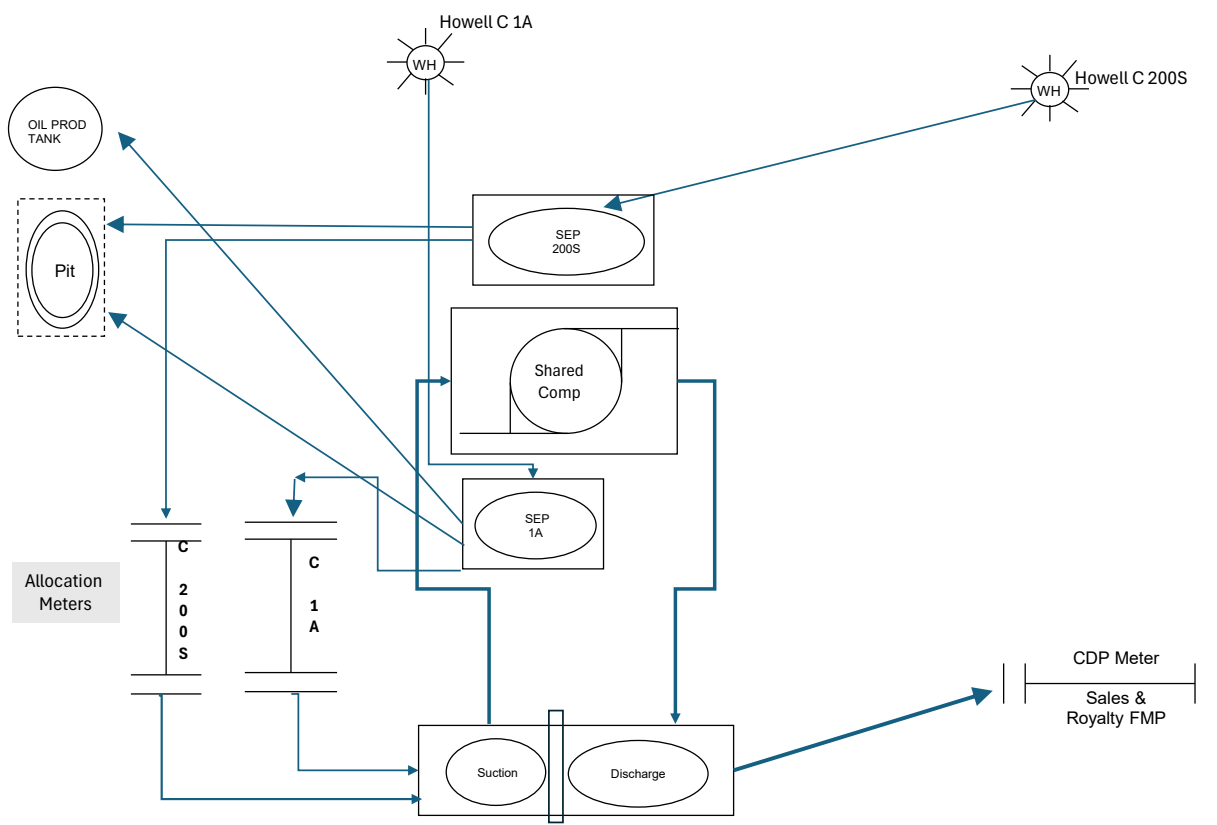 Howell C 1A
WH
Howell C 200S
WH
OIL PROD
TANK
SEP
200S
Pit
Shared
Comp
SEP
1A
C
2
0
0
S
C
1
A
Allocation
Meters
CDP Meter
Sales &
Royalty FMP
Suction
Discharge